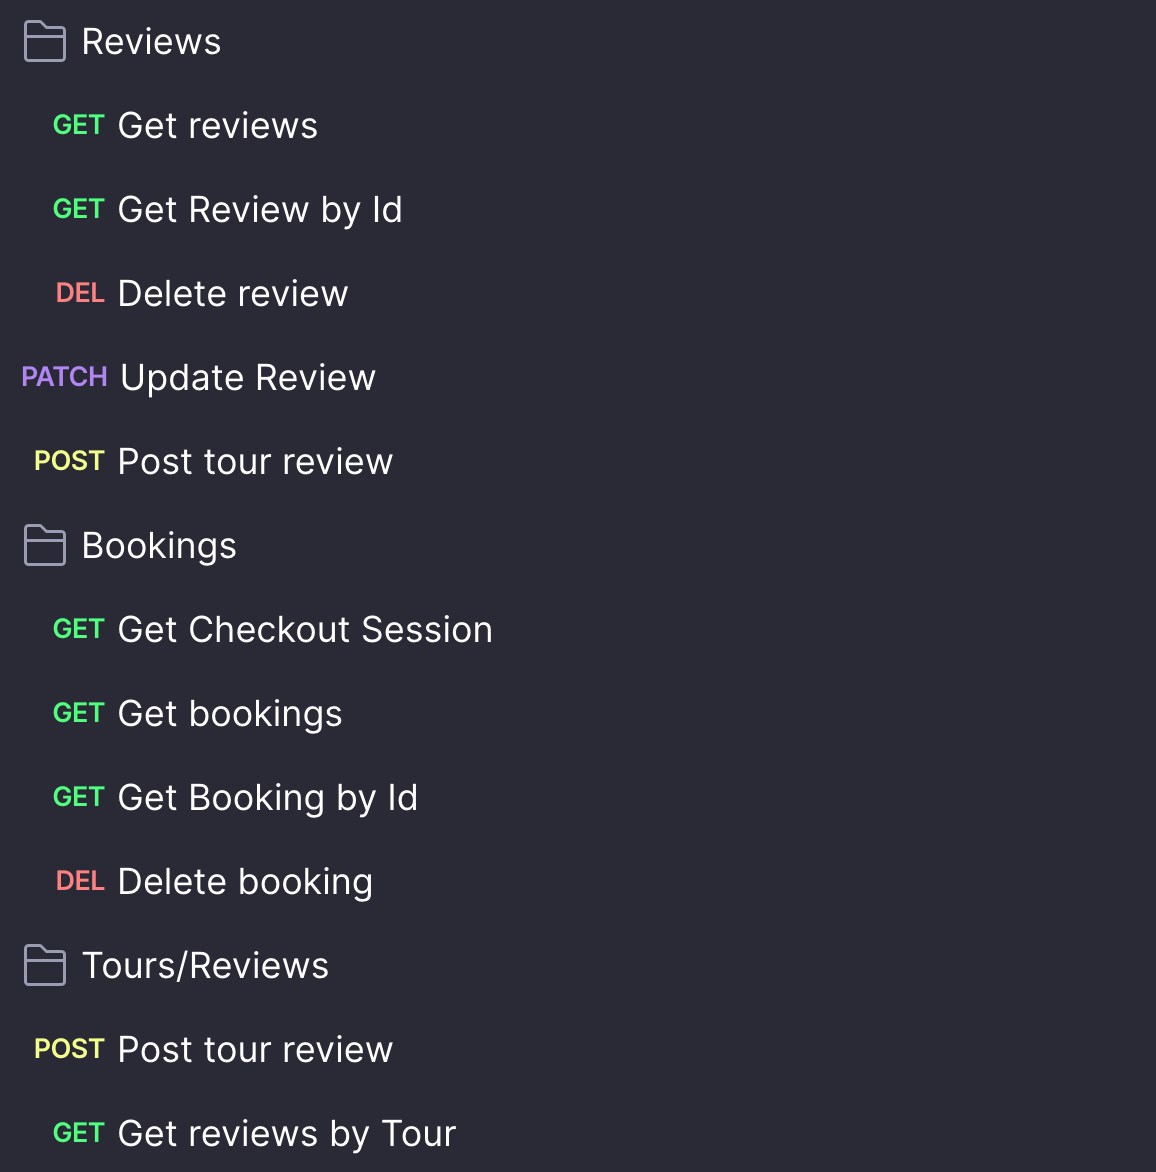 Reviews
GET Get reviews
GET Get Review by Id
DEL Delete review
PATCH Update Review
POST Post tour review
Bookings
GET Get Checkout Session
GET Get bookings
GET Get Booking by Id
DEL Delete booking
Tours/Reviews
POST Post tour review
GET Get reviews by Tour